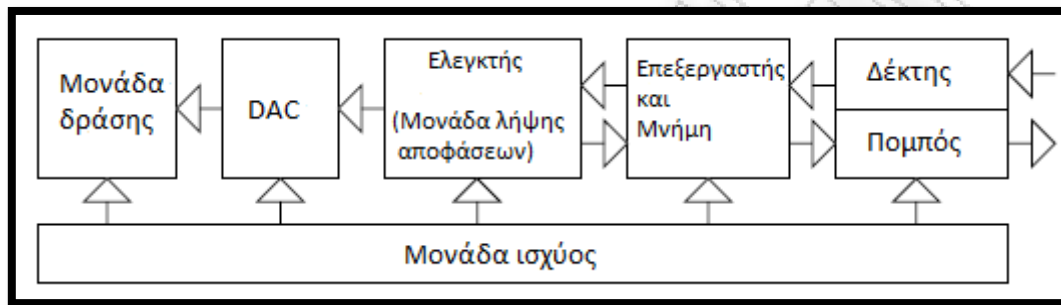 Μονάδα
δράσης
DAC
Ελεγκτής
(Μονάδα λήψης
αποφάσεων)
Επεξεργαστής
και
Μνήμη
Δέκτης
Πομπός
Μονάδα ισχύος